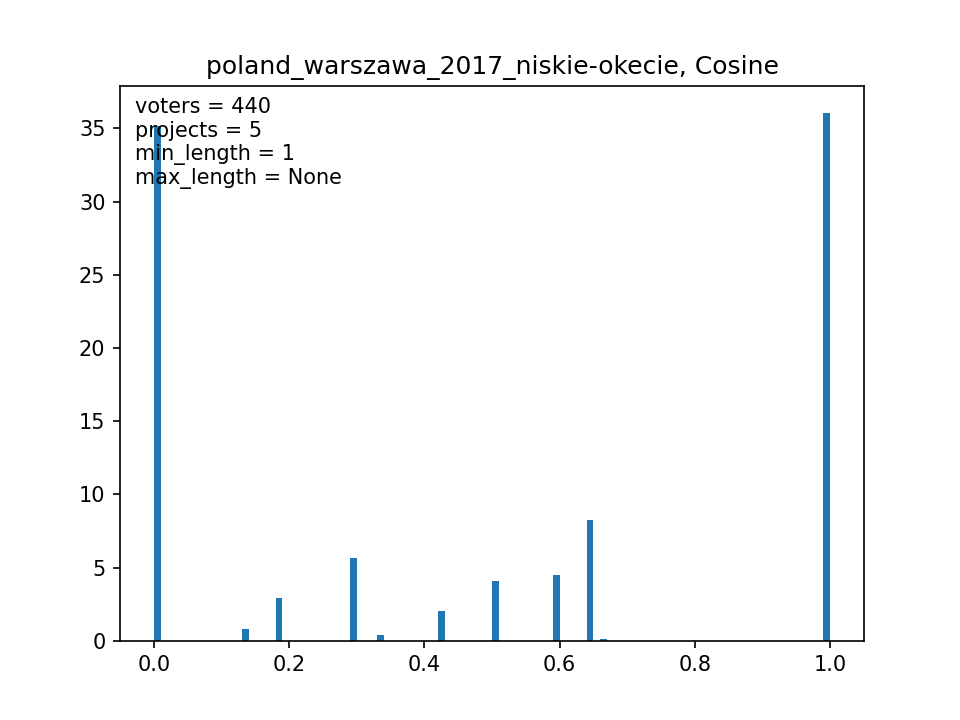 poland_warszawa_2017_niskie-okecie, Cosine
voters = 440
projects = 5
min_length = 1
max_length = None
35
30
25
20
15
10
5
0
0.0 0.2 0.4 0.6 0.8 1.0